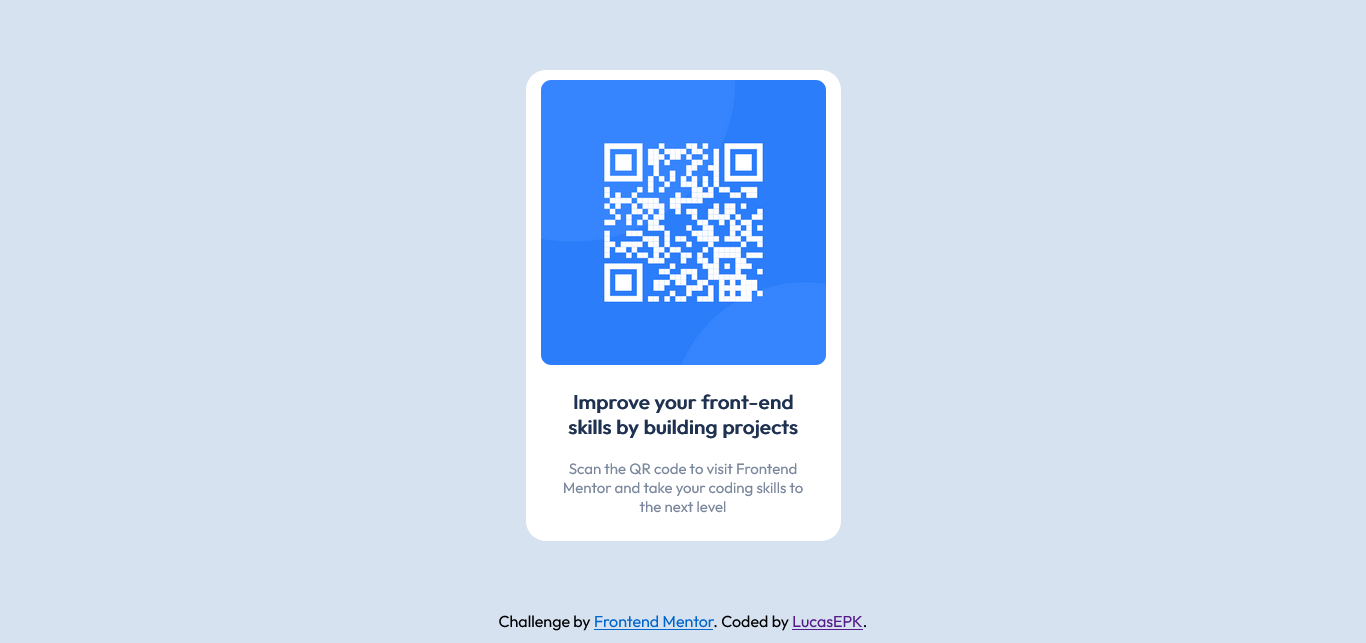 Improve your front-end
skills by building projects
Scan the QR code to visit Frontend
Mentor and take your coding skills to
the next level
Challenge by Frontend Mentor. Coded by LucasEPK.